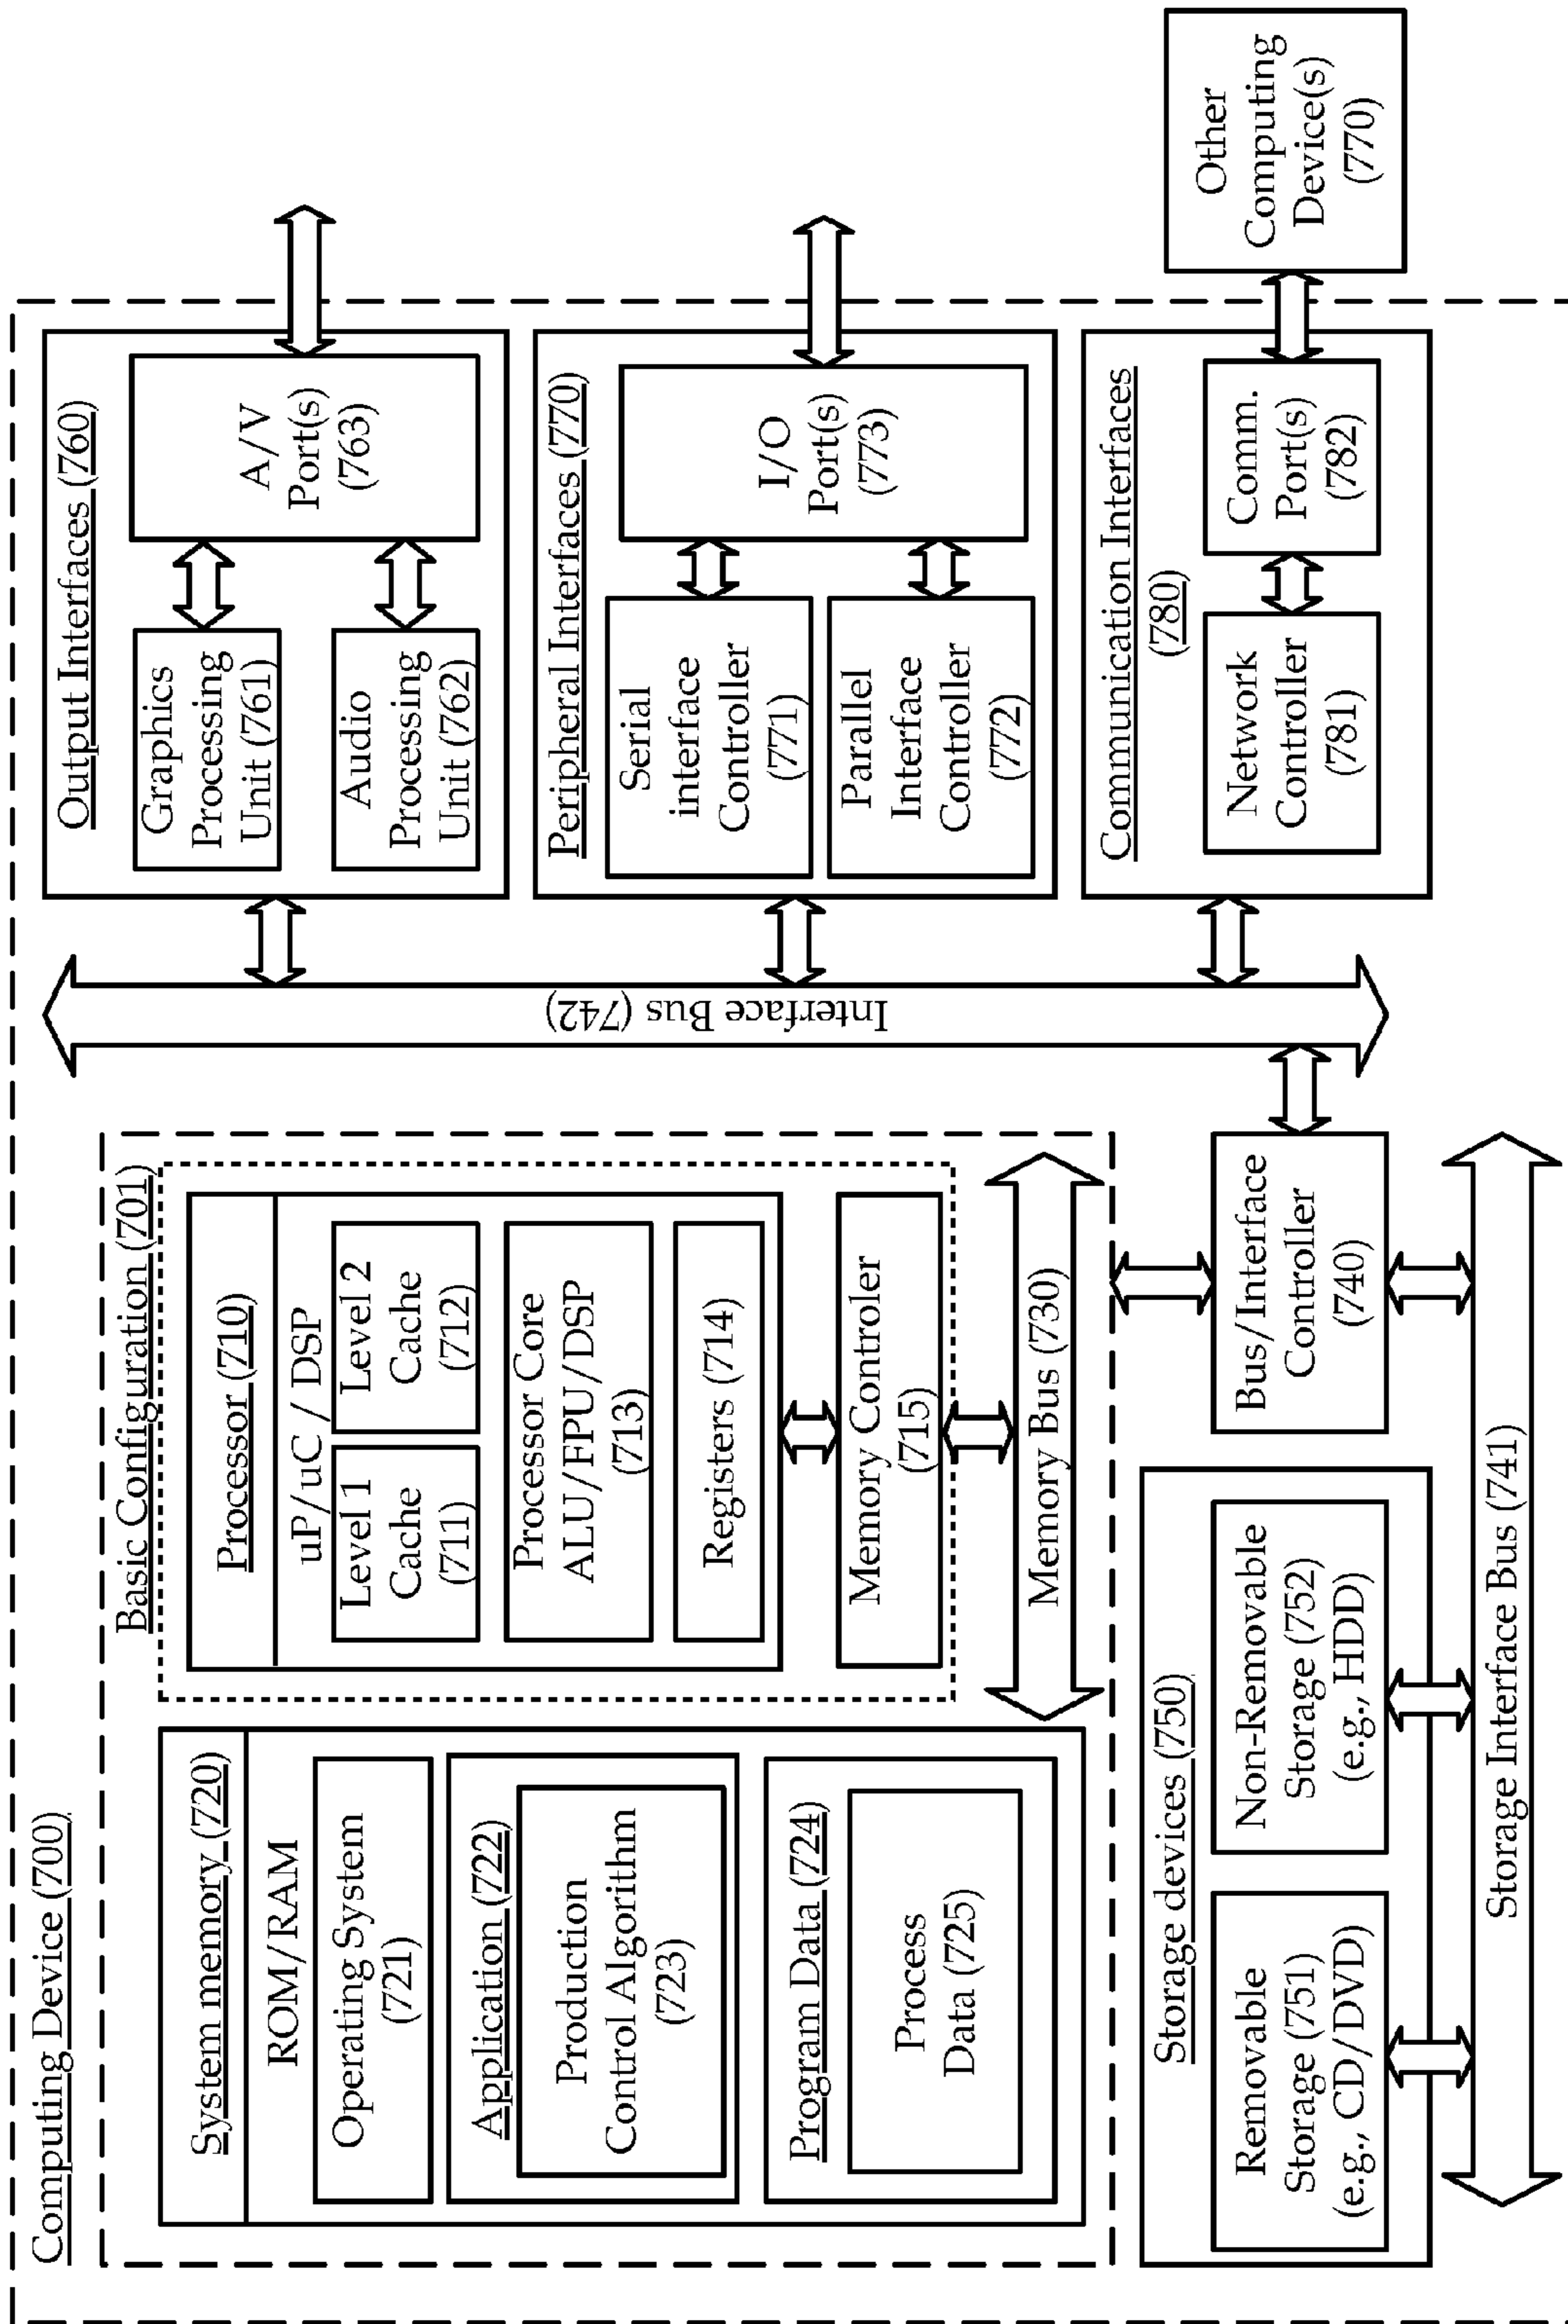 Computing Device (700)
Basic Configuration (701)
System memory (720)
ROM/RAM
Operating System
(721)
Application (722)
Production
Control Algorithm
(723)
Program Data (724)
Process
Data (725)
Processor (710)
uP/uC / DSP
Level 1
Cache
(711)
Level 2
Cache
(712)
Processor Core
ALU/FPU/DSP
(713)
Registers (714)
Memory Controler
(715)
Memory Bus (730)
Bus/Interface
Controller
(740)
Storage devices (750)
Removable
Storage (751)
(e.g., CD/DVD)
Non-Removable
Storage (752)
(e.g., HDD)
Storage Interface Bus (741)
Interface Bus (742)
Output Interfaces (760)
Graphics
Processing
Unit (761)
Audio
Processing
Unit (762)
A/V
Port(s)
(763)
Peripheral Interfaces (770)
Serial
interface
Controller
(771)
Parallel
Interface
Controller
(772)
I/O
Port(s)
(773)
Communication Interfaces
(780)
Network
Controller
(781)
Comm.
Port(s)
(782)
Other
Computing
Device(s)
(770)